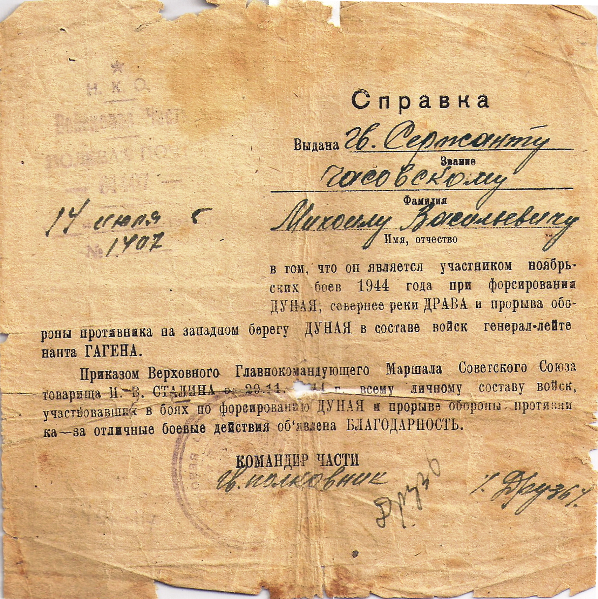 Н. К. О.
Справка
Выдана гв. Сержанту
Звание
Часовскому
Фамилия
Михаилу Васильевичу
Имя, отчество
14 июля 5
№ 1407
в том, что он является участником ноябрь-
ских боев 1944 года при форсировании
ДУНАЯ, севернее реки ДРАВА и прорыва обо-
роны противника на западном берегу ДУНАЯ в составе войск генерал-лейте
нанта ГАГЕНА.
Приказом Верховного Главнокомандующего Маршала Советского Союза
товарища И. В. СТАЛИНА от г. всему личному составу войск,
участвовавших в боях по форсированию ДУНАЯ и прорыве обороны противни
ка—за отличные боевые действия об'явлена БЛАГОДАРНОСТЬ.
КОМАНДИР ЧАСТИ
гв. полковник